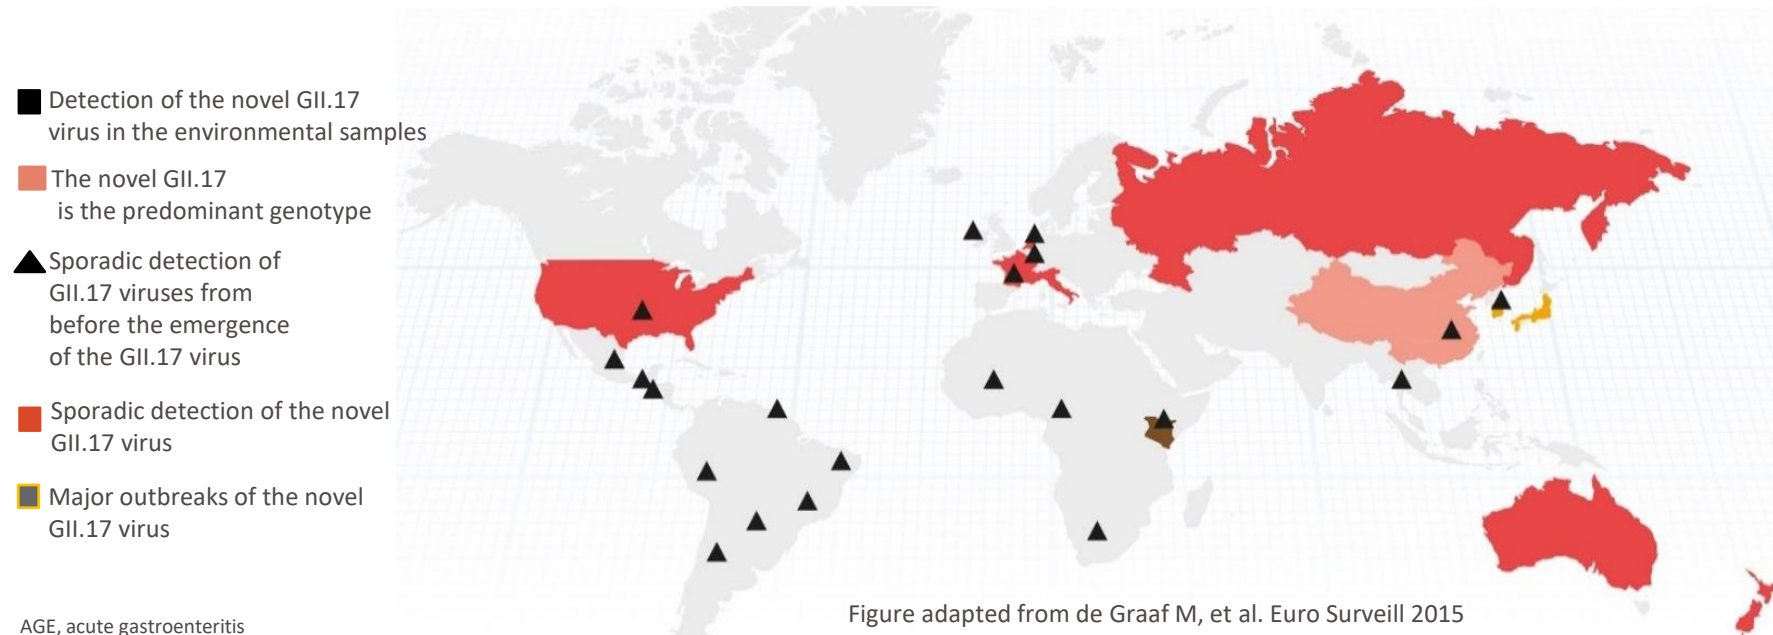 Detection of the novel GII.17
virus in the environmental samples
The novel GII.17
is the predominant genotype
Sporadic detection of
GII.17 viruses from
before the emergence
of the GII.17 virus
Sporadic detection of the novel
GII.17 virus
Major outbreaks of the novel
GII.17 virus
AGE, acute gastroenteritis
Figure adapted from de Graaf M, et al. Euro Surveill 2015